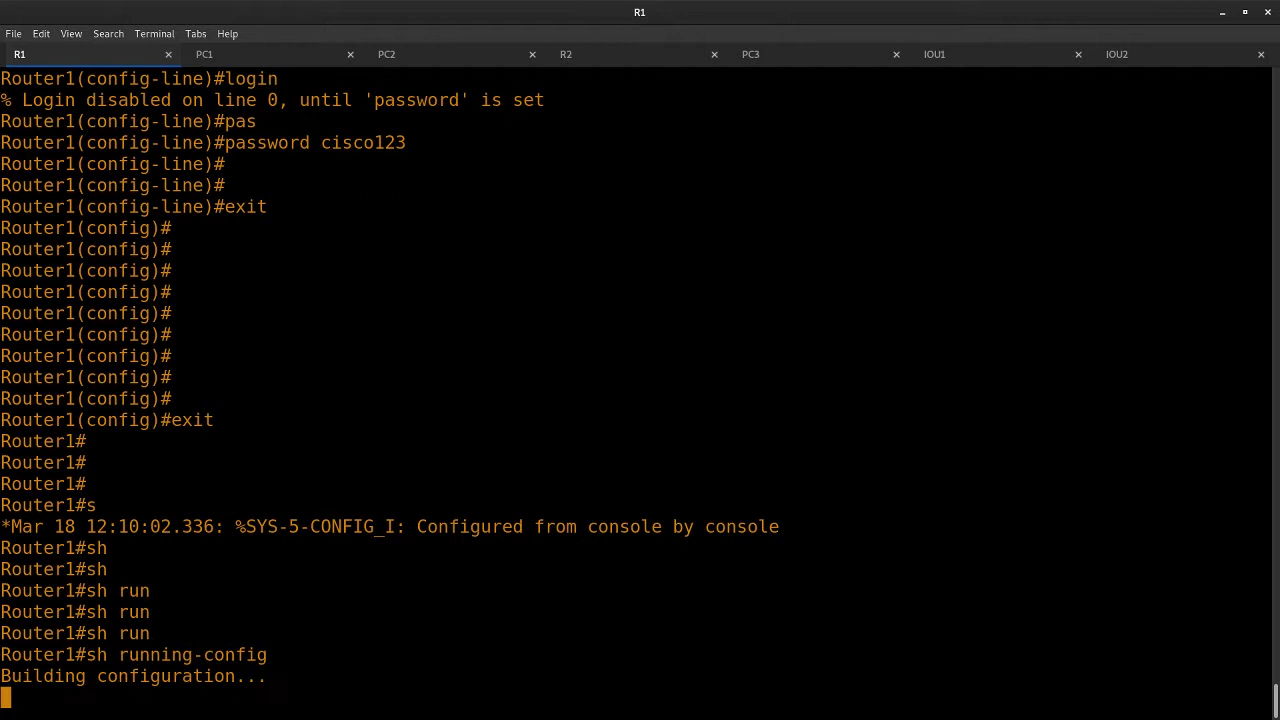 R1
File Edit View Search Terminal Tabs Help
R1 PC1 PC2 R2 PC3 IOU1 IOU2
Router1(config-line)#login
% Login disabled on line 0, until 'password' is set
Router1(config-line)#pas
Router1(config-line)#password cisco123
Router1(config-line)#
Router1(config-line)#
Router1(config-line)#exit
Router1(config)#
Router1(config)#
Router1(config)#
Router1(config)#
Router1(config)#
Router1(config)#
Router1(config)#
Router1(config)#
Router1(config)#
Router1(config)#exit
Router1#
Router1#
Router1#
Router1#s
*Mar 18 12:10:02.336: %SYS-5-CONFIG_I: Configured from console by console
Router1#sh
Router1#sh
Router1#sh run
Router1#sh run
Router1#sh run
Router1#sh running-config
Building configuration...